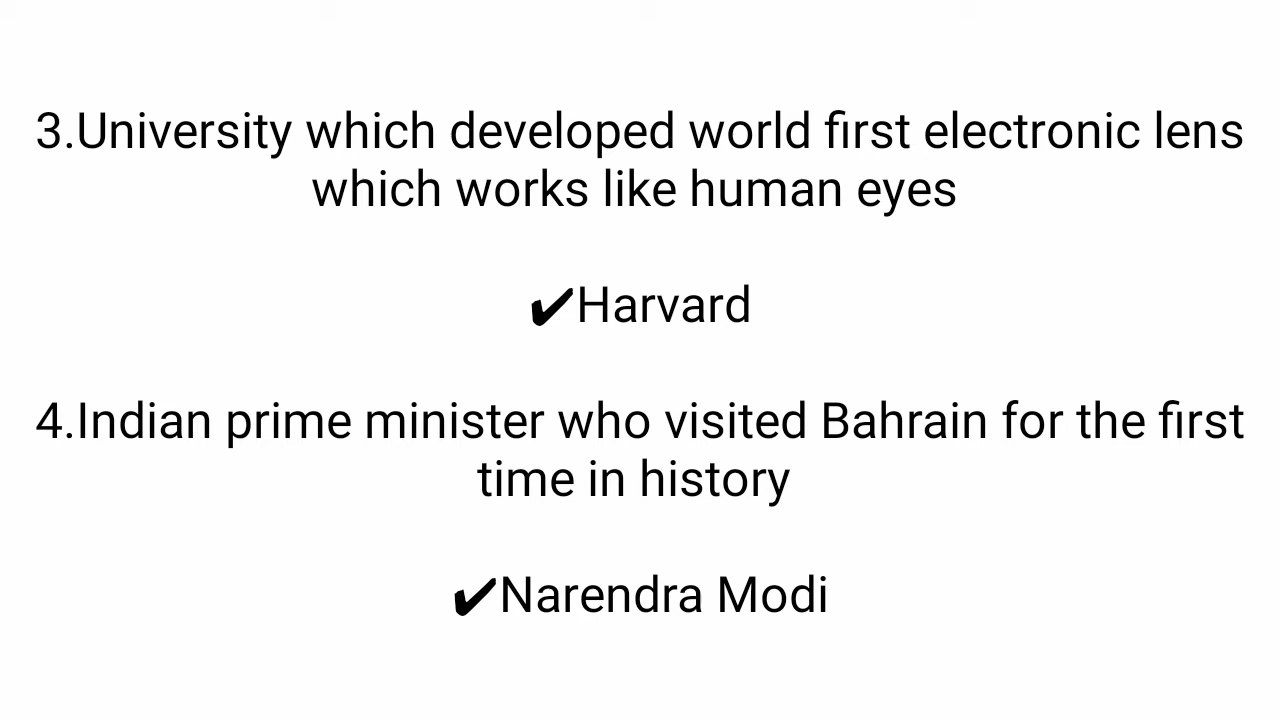 3.University which developed world first electronic lens
which works like human eyes
✔Harvard
4.Indian prime minister who visited Bahrain for the first
time in history
✔Narendra Modi